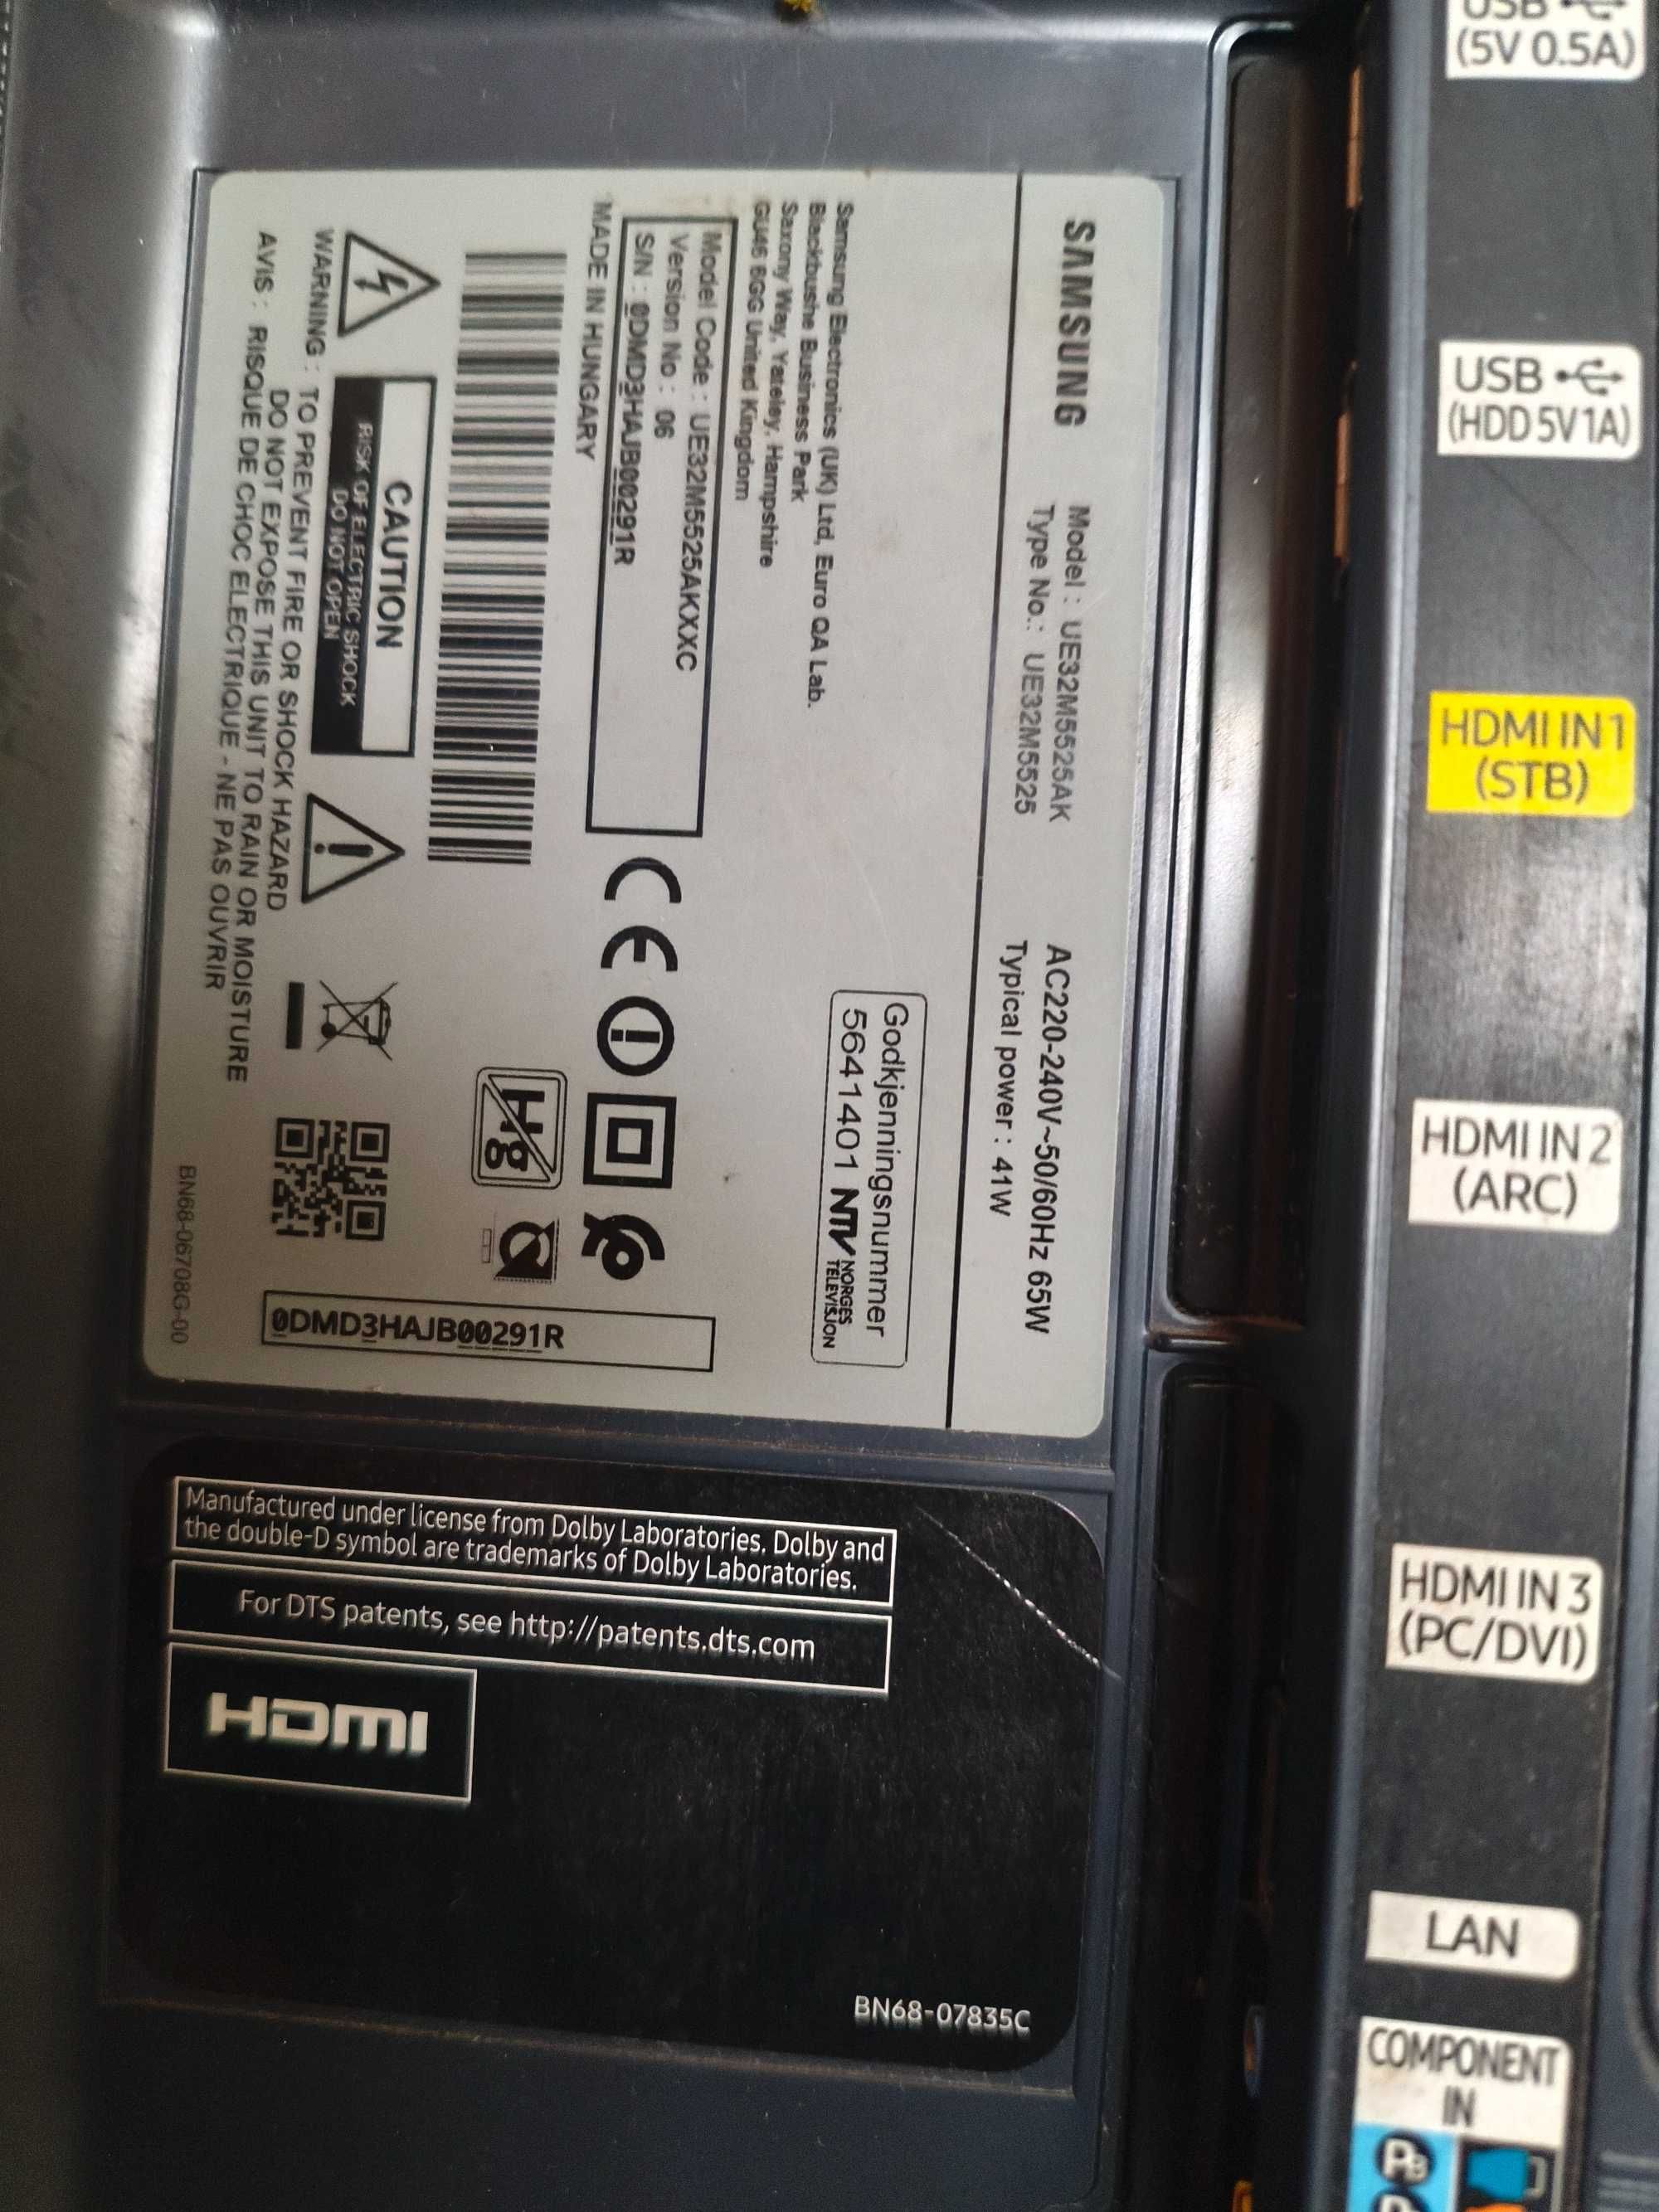 SAMSUNG
Model : UE32M5525AK
Type No.: UE32M5525
AC220-240V~50/60Hz 65W
Typical power : 41W
Samsung Electronics (UK) Ltd, Euro QA Lab.
Blackbushe Business Park
Saxony Way, Yateley, Hampshire
GU46 6GG United Kingdom
Godkjenningsnummer
5641401 NTV NORGES
TELEVISJON
Model Code : UE32M5525AKXXC
Version No : 06
S/N : 0DMD3HAJB00291R
MADE IN HUNGARY
CE
Hg
CAUTION
RISK OF ELECTRIC SHOCK
DO NOT OPEN
WARNING : TO PREVENT FIRE OR SHOCK HAZARD
DO NOT EXPOSE THIS UNIT TO RAIN OR MOISTURE
AVIS : RISQUE DE CHOC ELECTRIQUE - NE PAS OUVRIR
0DMD3HAJB00291R
BN68-06708G-00
Manufactured under license from Dolby Laboratories. Dolby and
the double-D symbol are trademarks of Dolby Laboratories.
For DTS patents, see http://patents.dts.com
HDMI
BN68-07835C
USB
(5V 0.5A)
USB
(HDD 5V 1A)
HDMI IN 1
(STB)
HDMI IN 2
(ARC)
HDMI IN 3
(PC/DVI)
LAN
COMPONENT
IN
PB